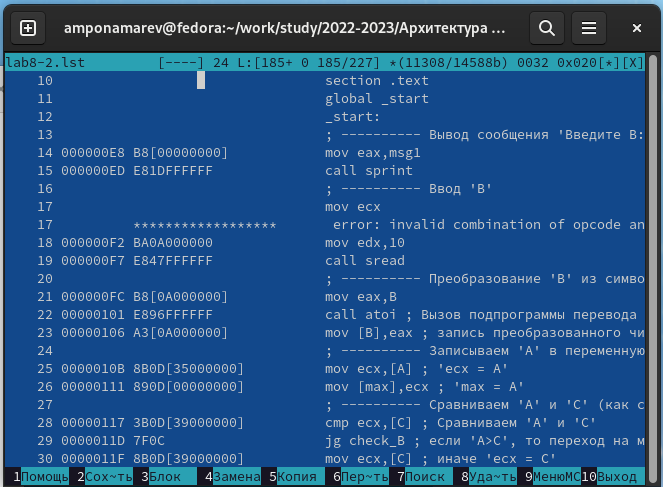 ampomarev@fedora:~/work/study/2022-2023/Архитектура ...
lab8-2.lst [----] 24 L:[185+ 0 185/227] *(11308/14588b) 0032 0x020[*][X]
10 section .text
11 global _start
12 _start:
13 ; ---------- Вывод сообщения 'Введите B:
14 000000E8 B8[00000000] mov eax,msg1
15 000000ED E81DFFFFFF call sprint
16 ; ---------- Ввод 'B'
17 mov ecx
17 ****************** error: invalid combination of opcode an
18 000000F2 BA0A000000 mov edx,10
19 000000F7 E847FFFFFF call sread
20 ; ---------- Преобразование 'B' из симво
21 000000FC B8[0A000000] mov eax,B
22 00000101 E896FFFFFF call atoi ; Вызов подпрограммы перевода
23 00000106 A3[0A000000] mov [B],eax ; запись преобразованного чи
24 ; ---------- Записываем 'A' в переменную
25 0000010B 8B0D[35000000] mov ecx,[A] ; 'ecx = A'
26 00000111 890D[00000000] mov [max],ecx ; 'max = A'
27 ; ---------- Сравниваем 'A' и 'C' (как с
28 00000117 3B0D[39000000] cmp ecx,[C] ; Сравниваем 'A' и 'C'
29 0000011D 7F0C jg check_B ; если 'A>C', то переход на м
30 0000011F 8B0D[39000000] mov ecx,[C] ; иначе 'ecx = C'
1Помощь 2Сох~ть 3Блок 4Замена 5Копия 6Пер~ть 7Поиск 8Уда~ть 9МенюМС 10Выход